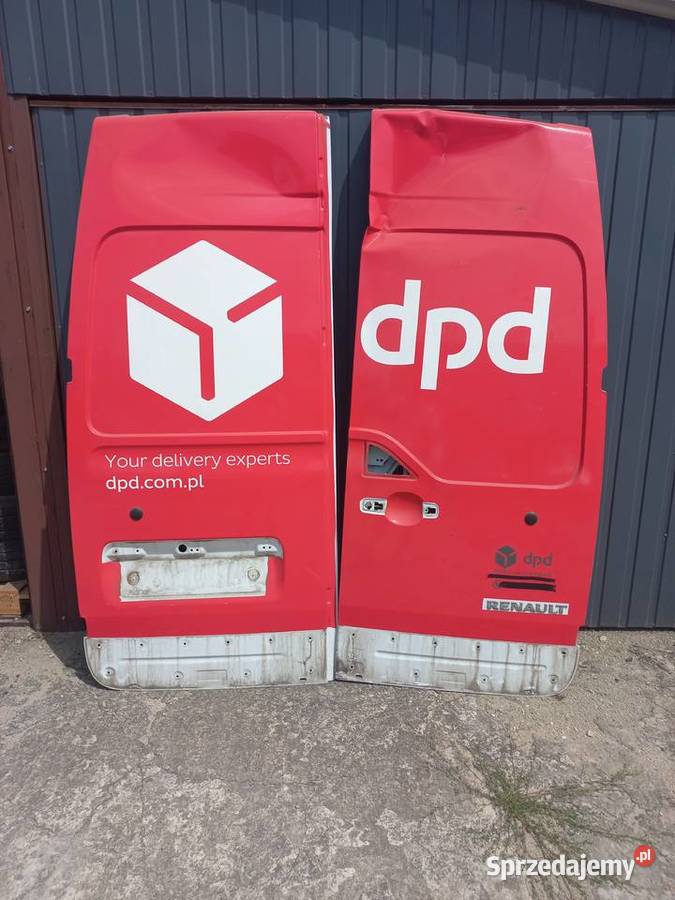 dpd
Your delivery experts
dpd.com.pl
dpd
RENAULT
Sprzedajemy.pl